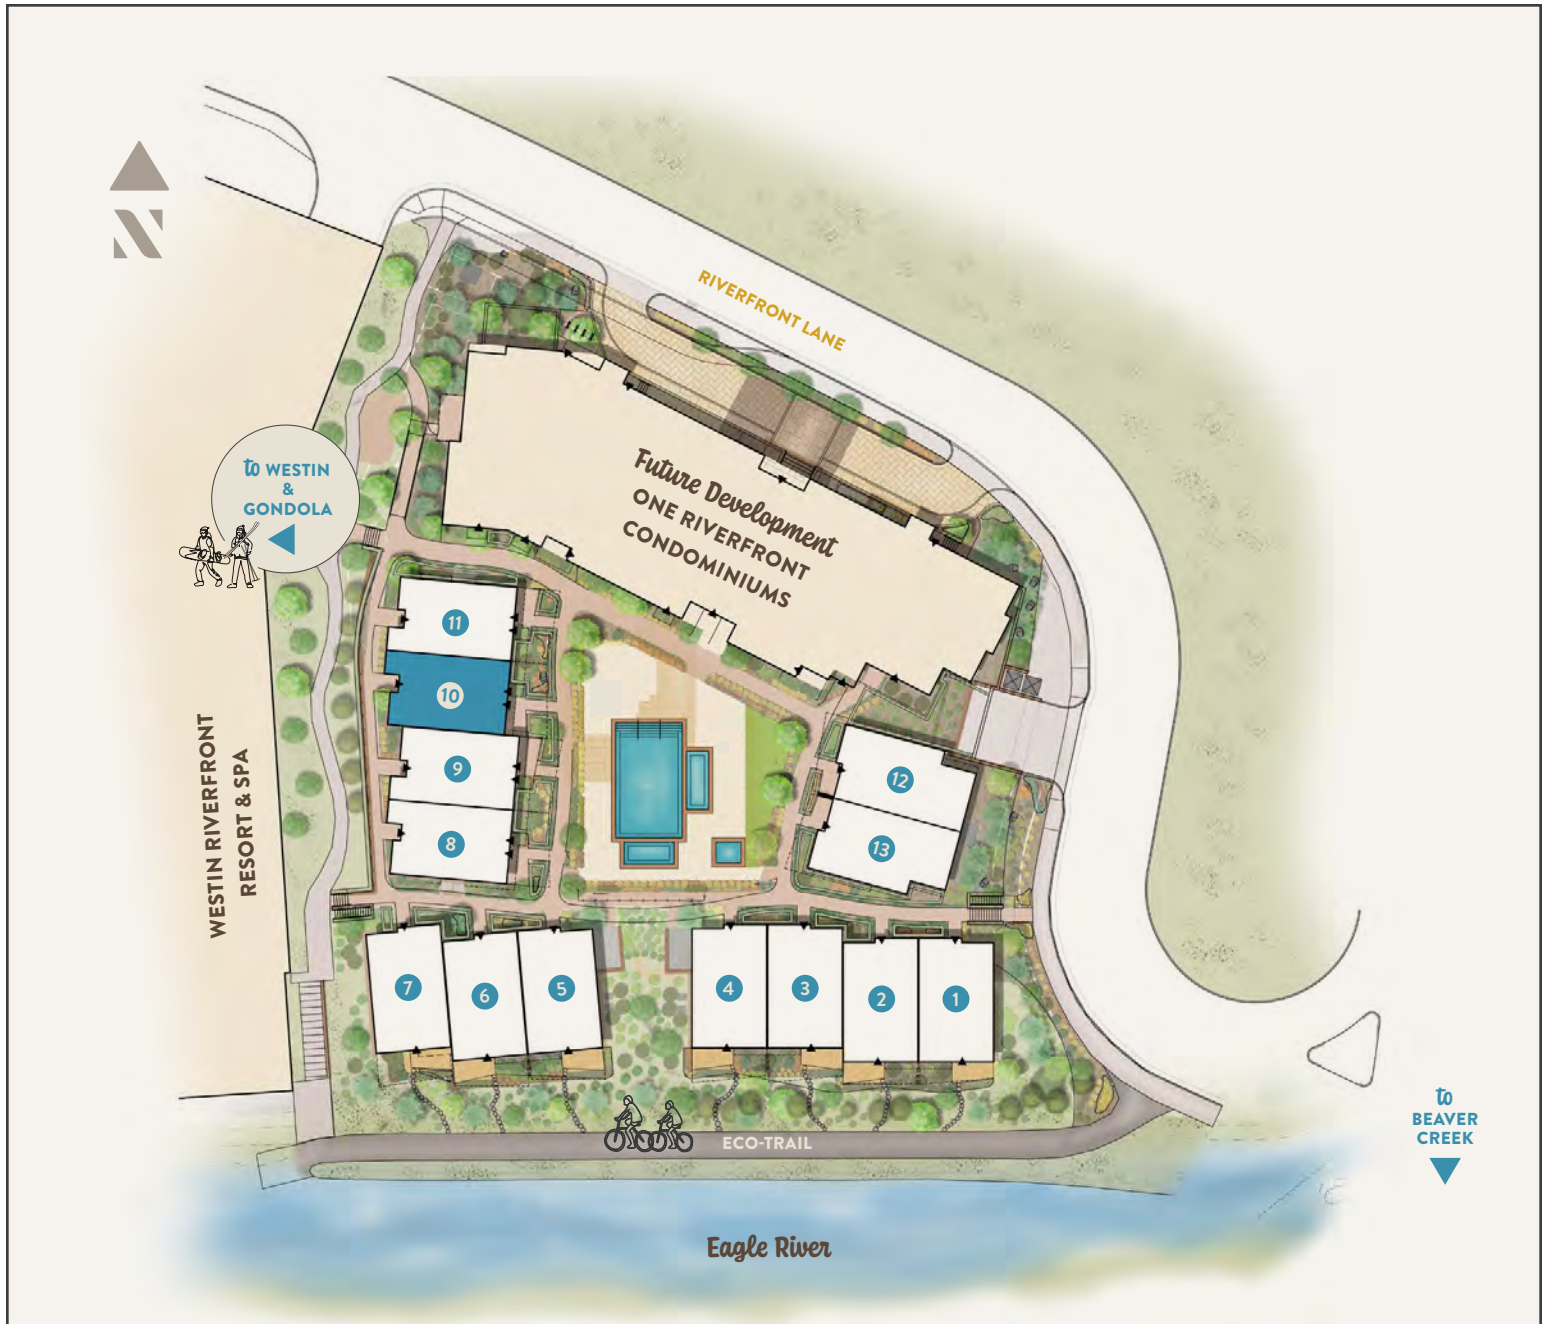 N
RIVERFRONT LANE
Future Development
ONE RIVERFRONT
CONDOMINIUMS
to WESTIN
&
GONDOLA
WESTIN RIVERFRONT
RESORT & SPA
11
10
9
8
12
13
7
6
5
4
3
2
1
ECO-TRAIL
to
BEAVER
CREEK
Eagle River